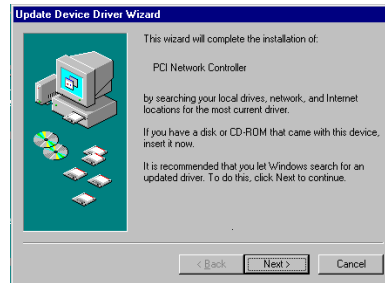 Update Device Driver Wizard
This wizard will complete the installation of:
PCI Network Controller
by searching your local drives, network, and Internet
locations for the most current driver.
If you have a disk or CD-ROM that came with this device,
insert it now.
It is recommended that you let Windows search for an
updated driver. To do this, click Next to continue.
< Back Next > Cancel